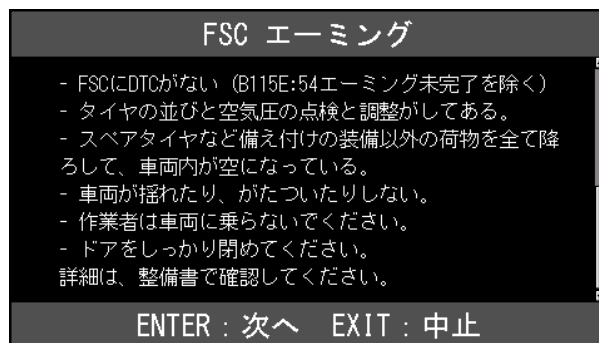 FSC エーミング
- FSCにDTCがない（B115E:54エーミング未完了を除く）
- タイヤの並びと空気圧の点検と調整がしてある。
- スペアタイヤなど備え付けの装備以外の荷物を全て降
ろして、車両内が空になっている。
- 車両が揺れたり、がたついたりしない。
- 作業者は車両に乗らないでください。
- ドアをしっかり閉めてください。
詳細は、整備書で確認してください。
ENTER：次へ EXIT：中止